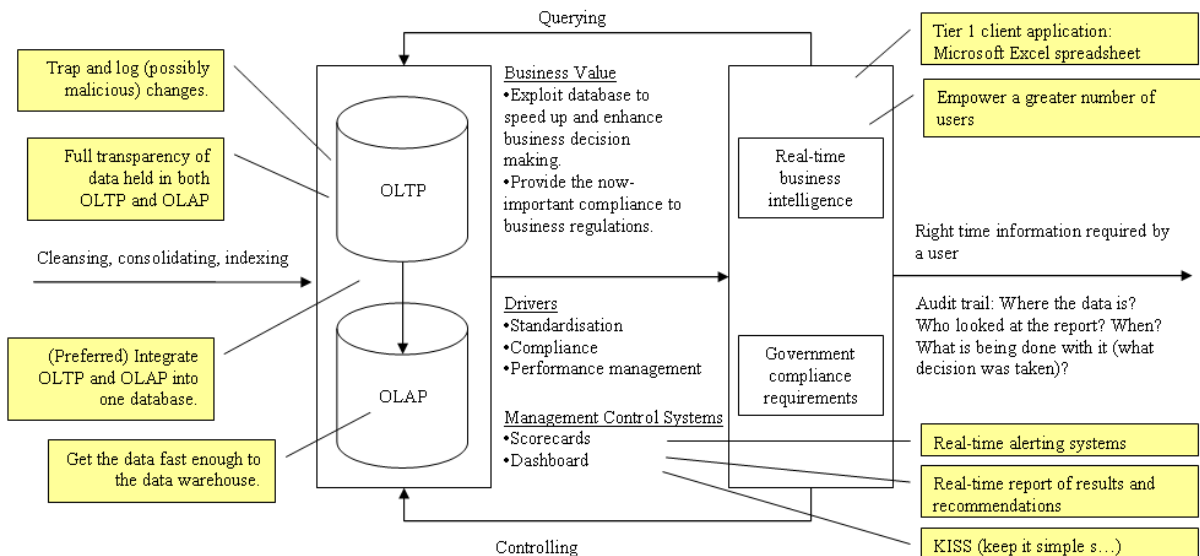 Querying
Trap and log (possibly
malicious) changes.
Full transparency of
data held in both
OLTP and OLAP
Cleansing, consolidating, indexing
(Preferred) Integrate
OLTP and OLAP into
one database.
Get the data fast enough to
the data warehouse.
OLTP
OLAP
Business Value
•Exploit database to
speed up and enhance
business decision
making.
•Provide the now-
important compliance to
business regulations.
Drivers
•Standardisation
•Compliance
•Performance management
Management Control Systems
•Scorecards
•Dashboard
Real-time
business
intelligence
Government
compliance
requirements
Tier 1 client application:
Microsoft Excel spreadsheet
Empower a greater number of
users
Right time information required by
a user
Audit trail: Where the data is?
Who looked at the report? When?
What is being done with it (what
decision was taken)?
Real-time alerting systems
Real-time report of results and
recommendations
KISS (keep it simple s…)
Controlling